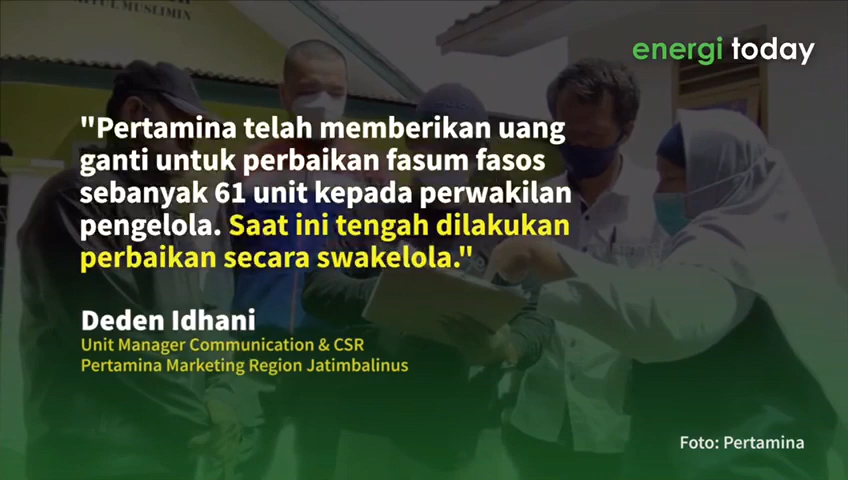 MUSLIMIN
energi today
"Pertamina telah memberikan uang
ganti untuk perbaikan fasum fasos
sebanyak 61 unit kepada perwakilan
pengelola. Saat ini tengah dilakukan
perbaikan secara swakelola."
Deden Idhani
Unit Manager Communication & CSR
Pertamina Marketing Region Jatimbalinus
Foto: Pertamina